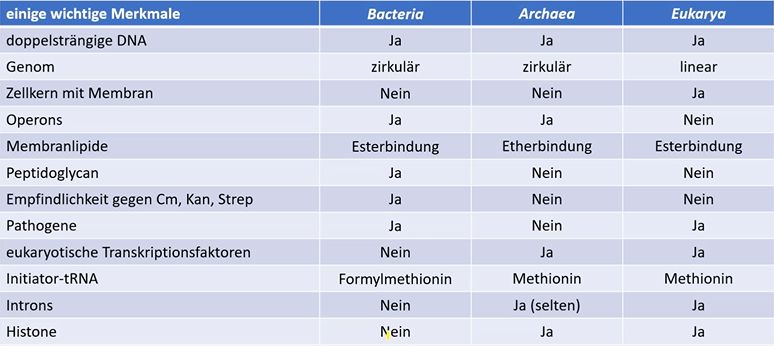 einige wichtige Merkmale Bacteria Archaea Eukarya
doppelsträngige DNA Ja Ja Ja
Genom zirkulär zirkulär linear
Zellkern mit Membran Nein Nein Ja
Operons Ja Ja Nein
Membranlipide Esterbindung Etherbindung Esterbindung
Peptidoglycan Ja Nein Nein
Empfindlichkeit gegen Cm, Kan, Strep Ja Nein Nein
Pathogene Ja Nein Ja
eukaryotische Transkriptionsfaktoren Nein Ja Ja
Initiator-tRNA Formylmethionin Methionin Methionin
Introns Nein Ja (selten) Ja
Histone Nein Ja Ja